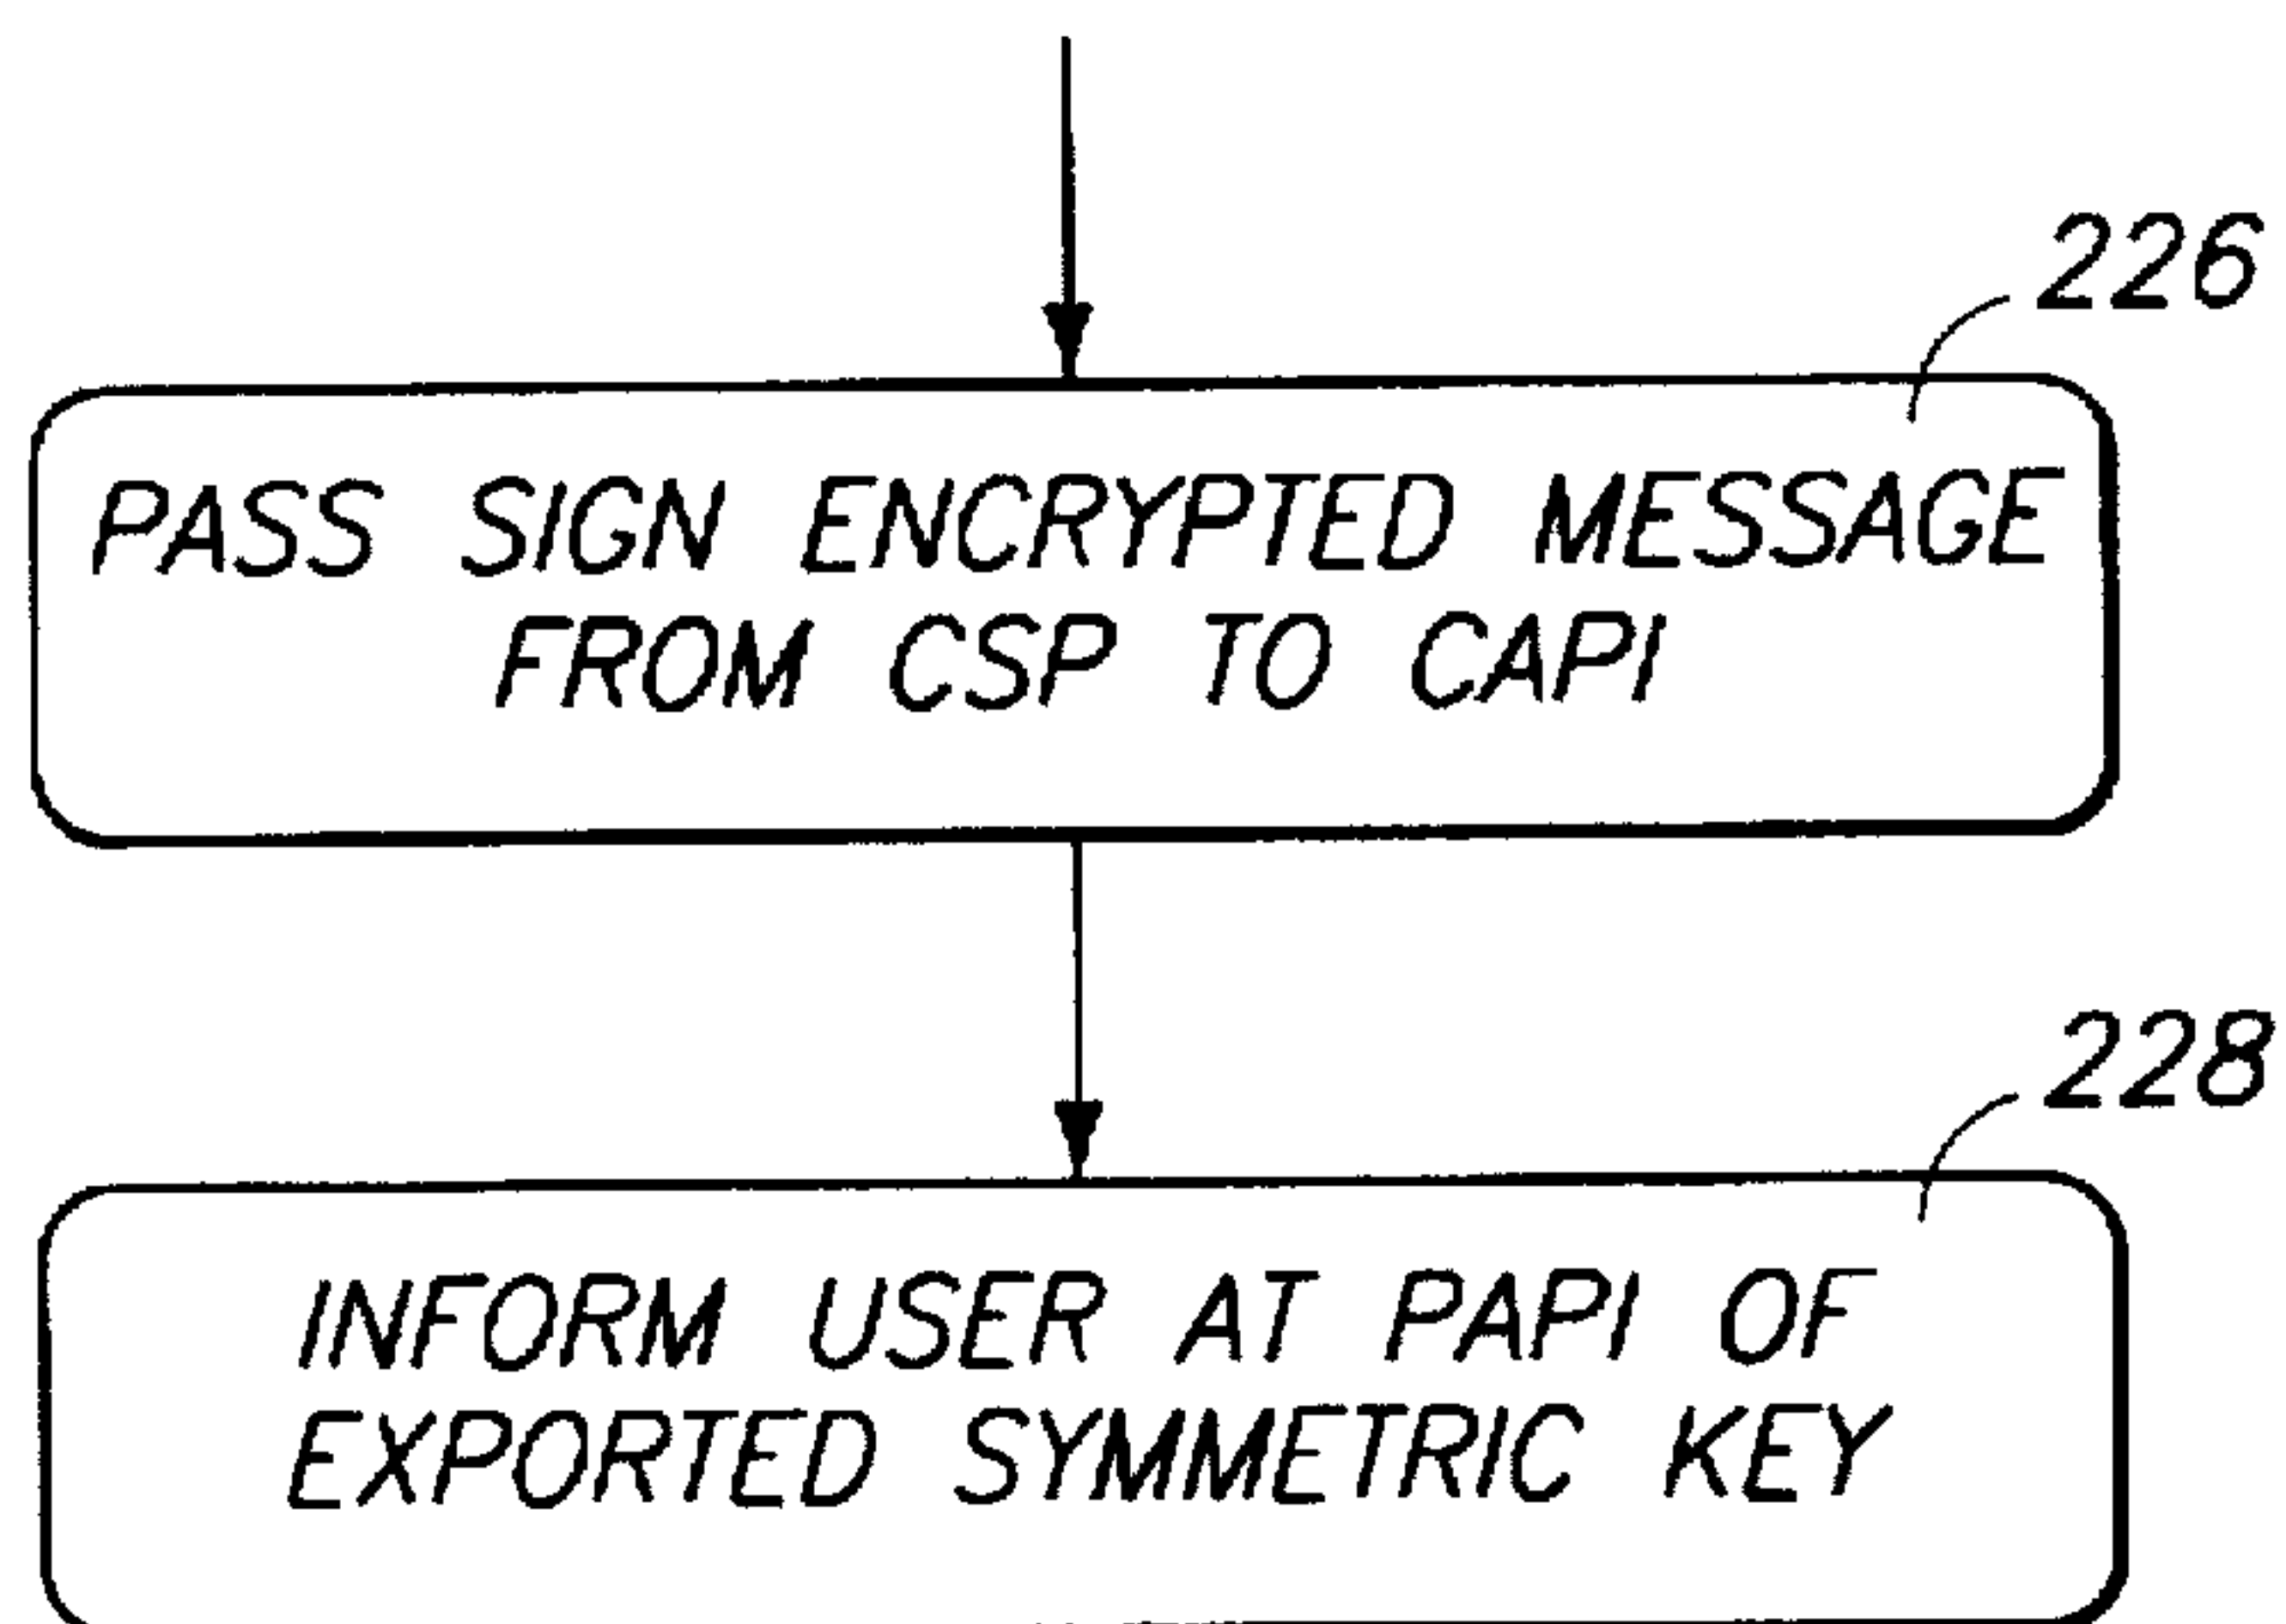 226
PASS SIGN ENCRYPTED MESSAGE
FROM CSP TO CAPI
228
INFORM USER AT PAPI OF
EXPORTED SYMMETRIC KEY